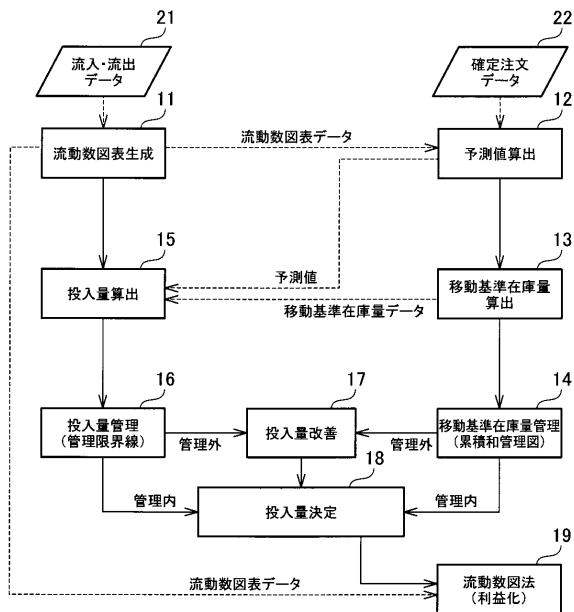 21
22
流入・流出
データ
確定注文
データ
11
12
流動数図表データ
流動数図表生成
予測値算出
15
13
予測値
投入量算出
移動基準在庫量
算出
移動基準在庫量データ
16
17
14
投入量管理
(管理限界線)
管理外
投入量改善
管理外
移動基準在庫量管理
(累積和管理図)
18
管理内
投入量決定
管理内
19
流動数図表データ
流動数図法
(利益化)